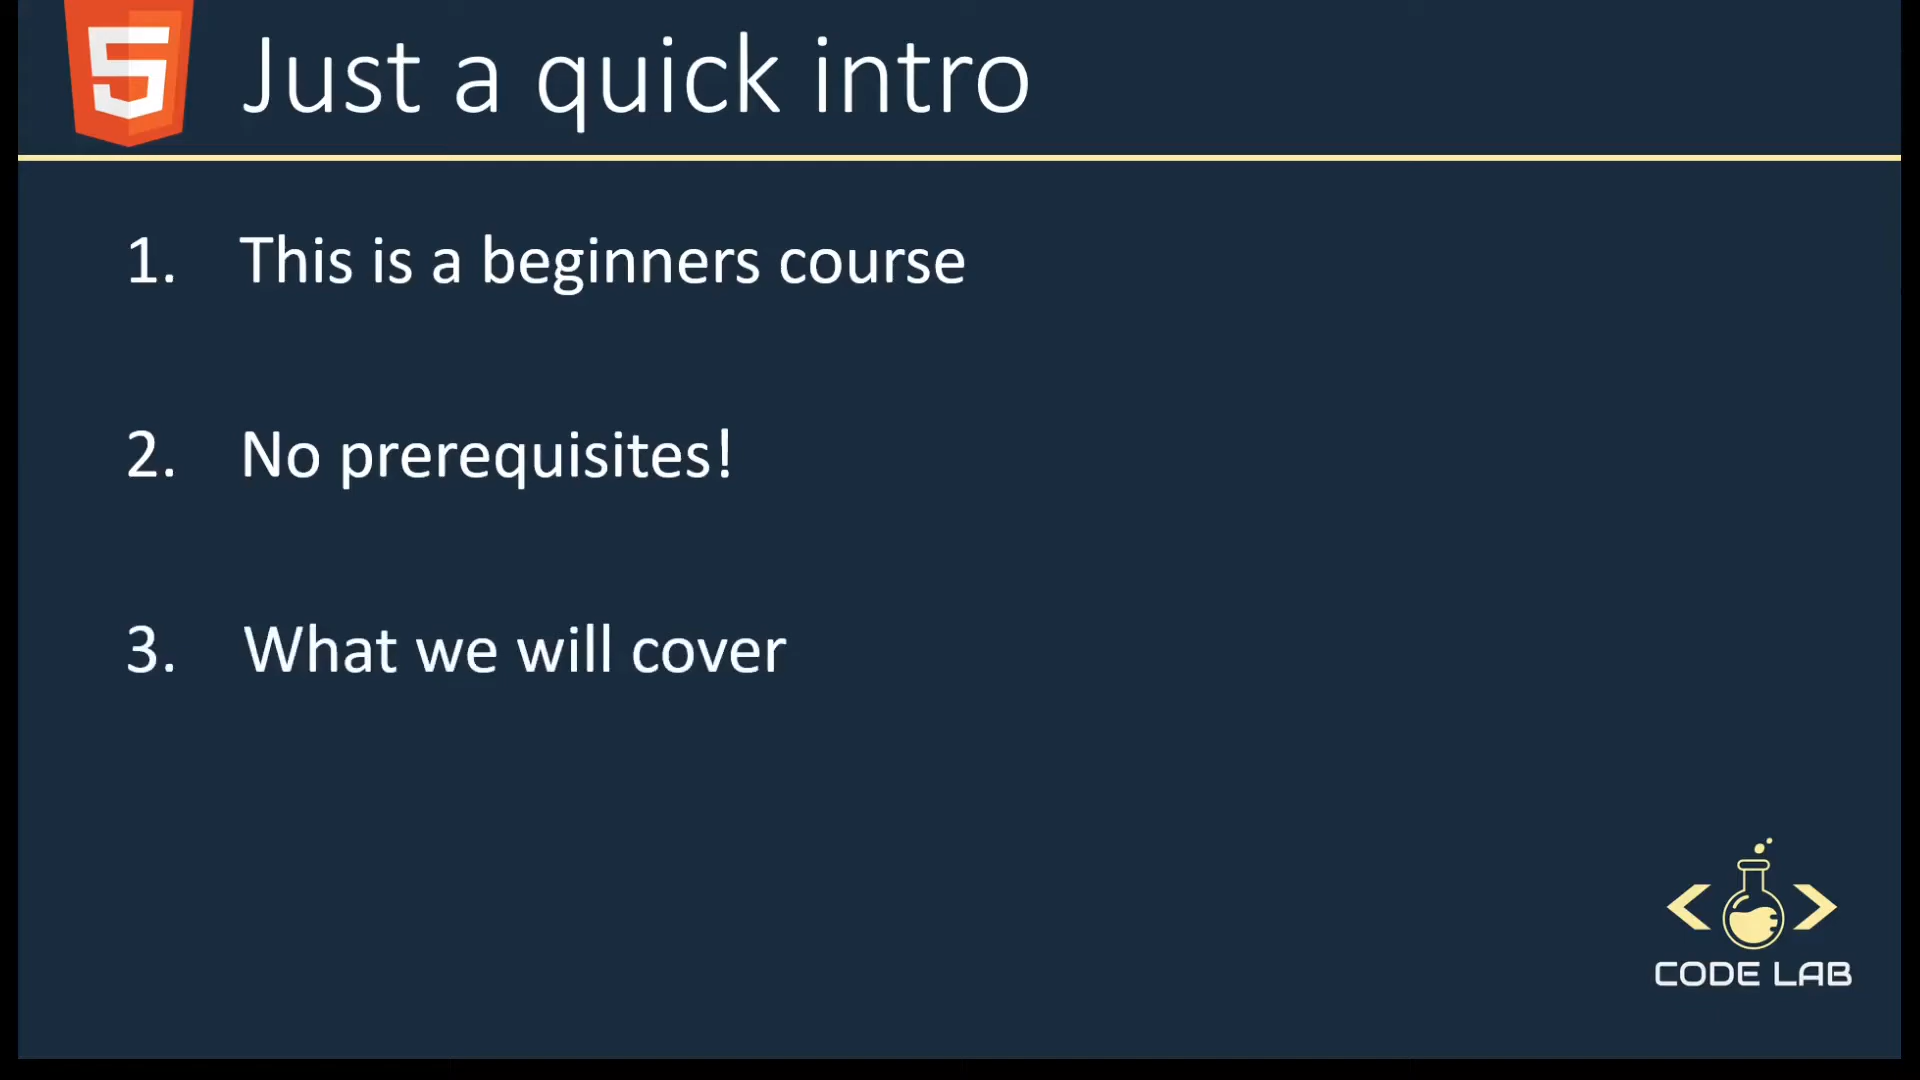 5
Just a quick intro
1. This is a beginners course
2. No prerequisites!
3. What we will cover
CODE LAB